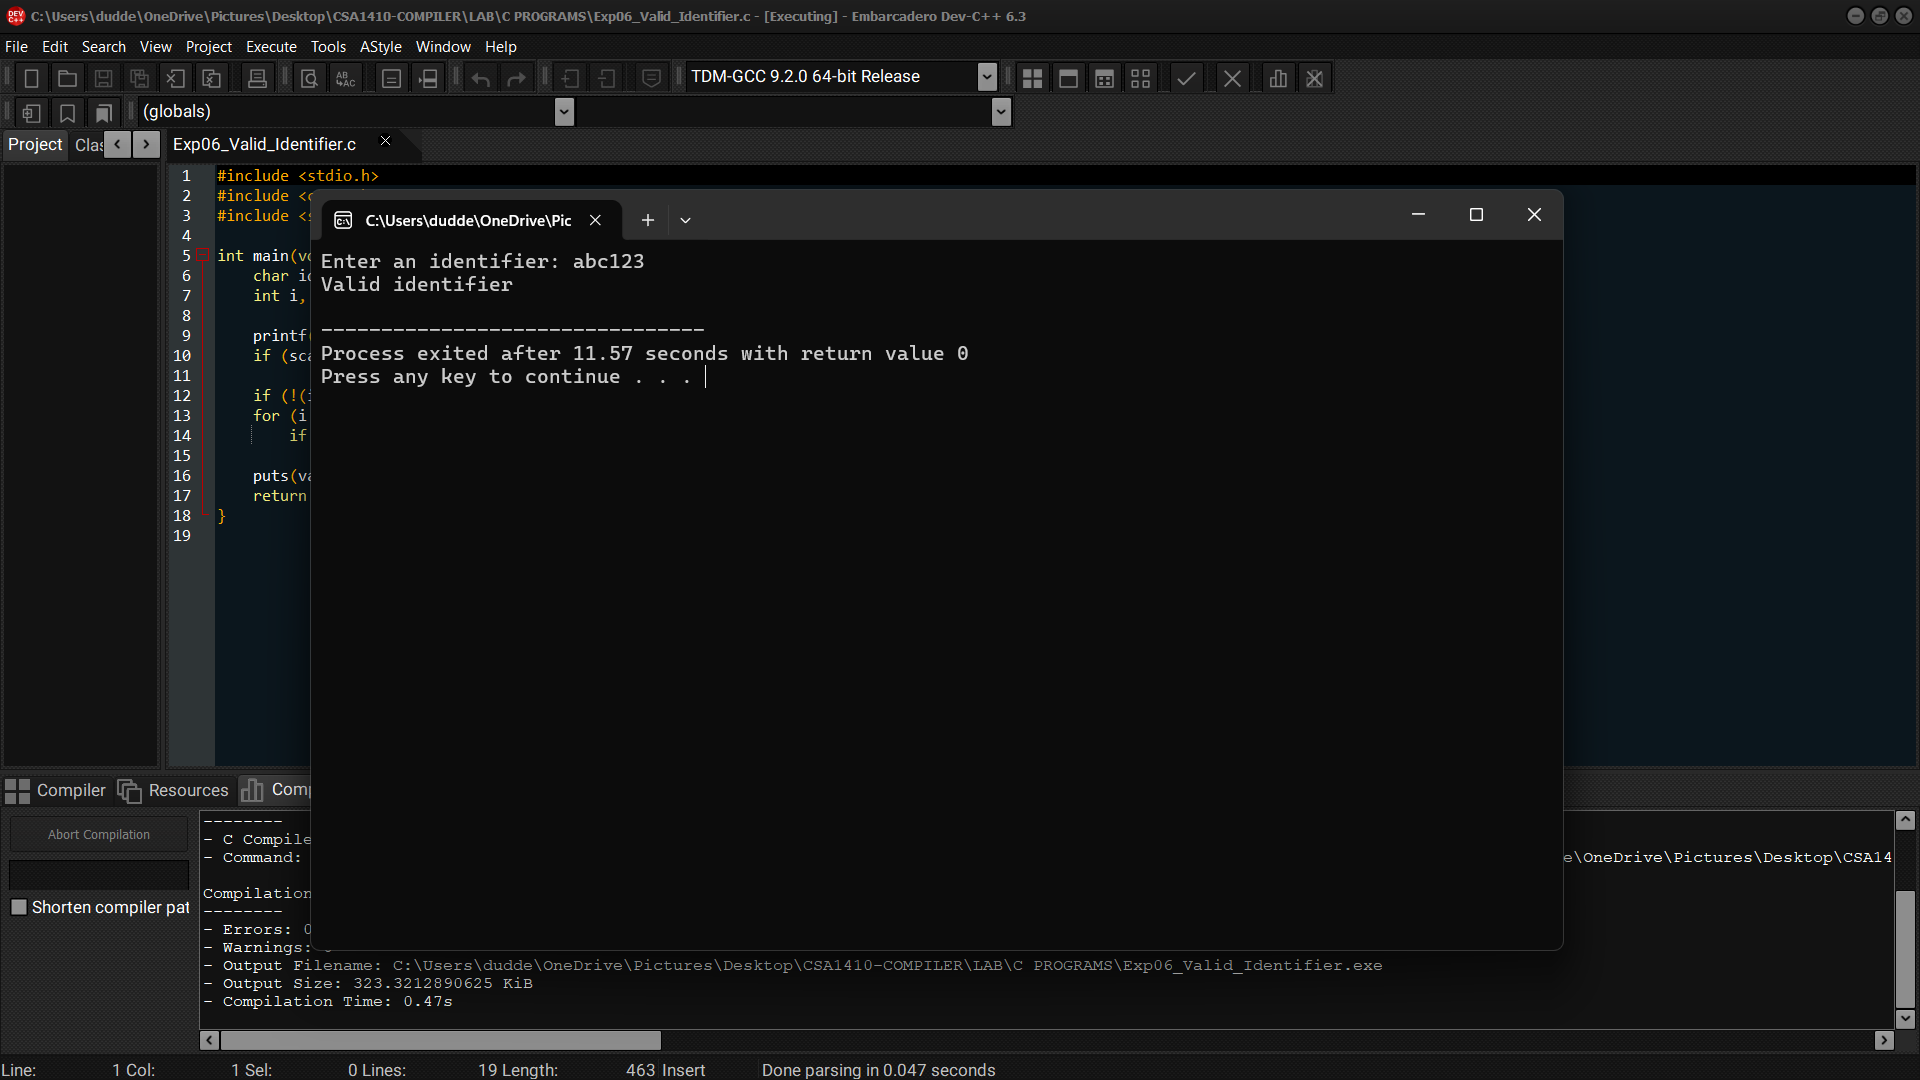 C:\Users\dudde\OneDrive\Pictures\Desktop\CSA1410-COMPILER\LAB\C PROGRAMS\Exp06_Valid_Identifier.c - [Executing] - Embarcadero Dev-C++ 6.3
File Edit Search View Project Execute Tools AStyle Window Help
TDM-GCC 9.2.0 64-bit Release
(globals)
Project Clas
Exp06_Valid_Identifier.c
1 #include <stdio.h>
2 #include <
3 #include <
4
5 int main(vo
6 char id
7 int i,
8
9 printf(
10 if (sca
11
12 if (!(i
13 for (i
14 if
15
16 puts(va
17 return
18 }
19
C:\Users\dudde\OneDrive\Pic
Enter an identifier: abc123
Valid identifier
--------------------------------
Process exited after 11.57 seconds with return value 0
Press any key to continue . . .
Compiler Resources Comp
Abort Compilation
Shorten compiler pat
--------
- C Compile
- Command: e\OneDrive\Pictures\Desktop\CSA14
Compilation
--------
- Errors: 0
- Warnings:
- Output Filename: C:\Users\dudde\OneDrive\Pictures\Desktop\CSA1410-COMPILER\LAB\C PROGRAMS\Exp06_Valid_Identifier.exe
- Output Size: 323.3212890625 KiB
- Compilation Time: 0.47s
Line: 1 Col: 1 Sel: 0 Lines: 19 Length: 463 Insert Done parsing in 0.047 seconds